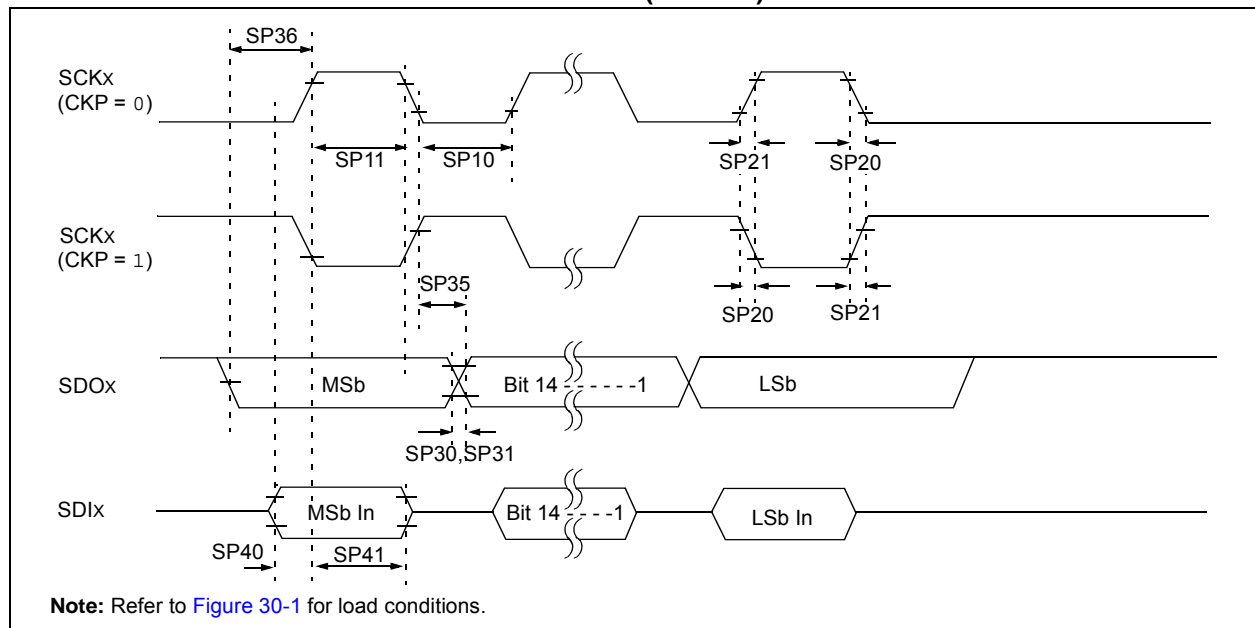 SP36
SCKx
(CKP = 0)
SP11
SP10
SP21
SP20
SCKx
(CKP = 1)
SP35
SP20
SP21
SDOx
MSb
Bit 14 - - - - - -1
LSb
SP30,SP31
SDIx
MSb In
Bit 14 - - - - -1
LSb In
SP40
SP41
Note: Refer to Figure 30-1 for load conditions.